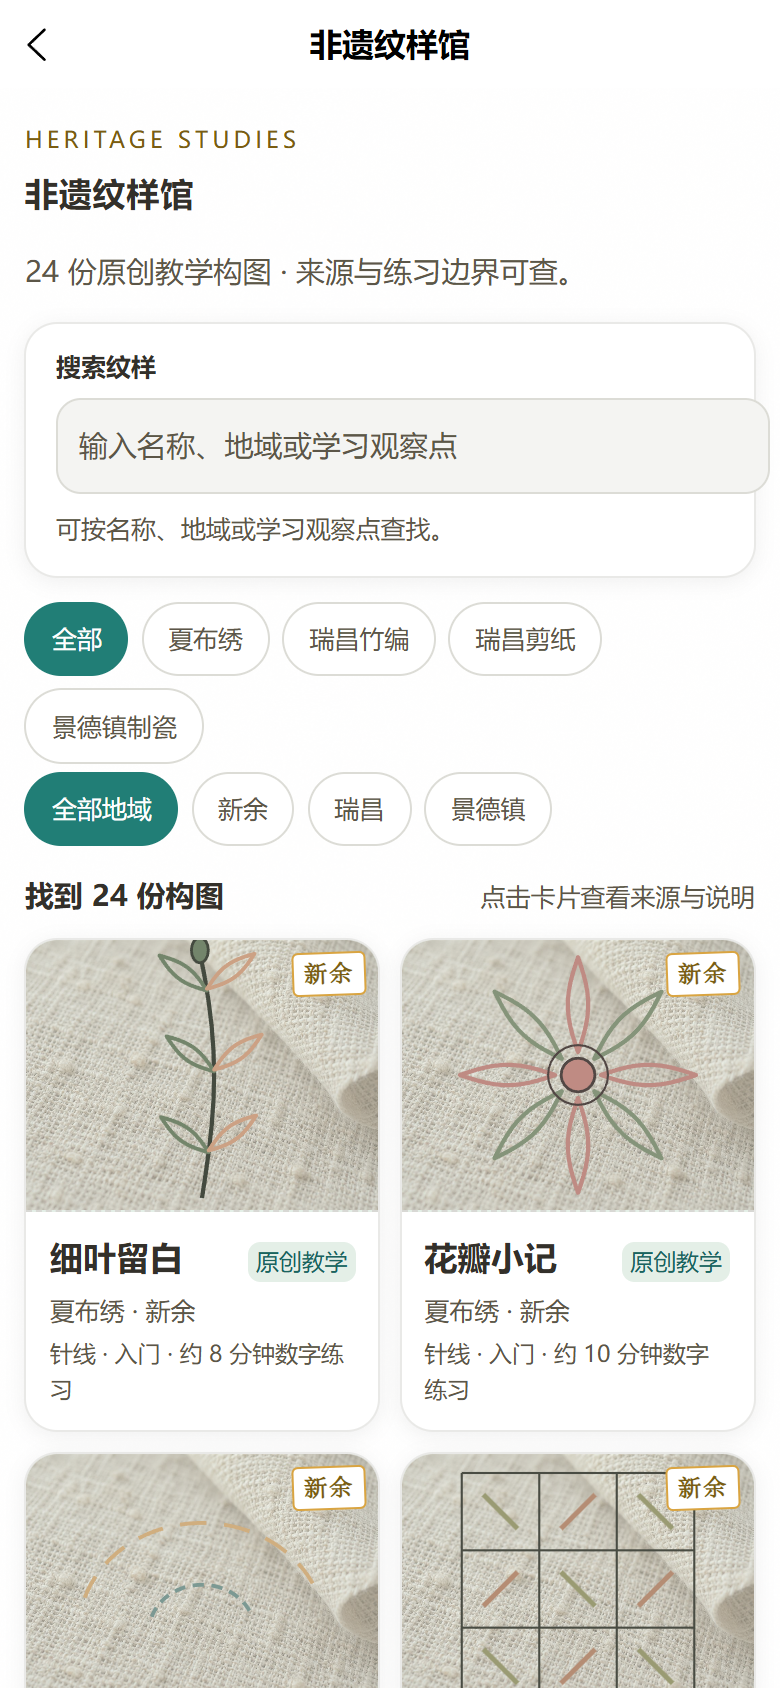 非遗纹样馆
HERITAGE STUDIES
非遗纹样馆
24 份原创教学构图 · 来源与练习边界可查。
搜索纹样
输入名称、地域或学习观察点
可按名称、地域或学习观察点查找。
全部 夏布绣 瑞昌竹编 瑞昌剪纸
景德镇制瓷
全部地域 新余 瑞昌 景德镇
找到 24 份构图 点击卡片查看来源与说明
新余
新余
细叶留白 原创教学
夏布绣 · 新余
针线 · 入门 · 约 8 分钟数字练
习
花瓣小记 原创教学
夏布绣 · 新余
针线 · 入门 · 约 10 分钟数字
练习
新余
新余